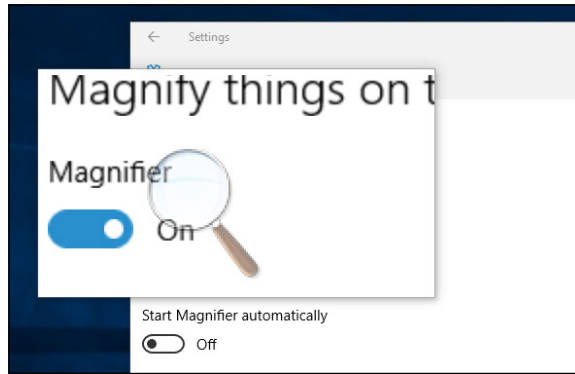 Settings
Magnify things on t
Magnifier
On
Start Magnifier automatically
Off